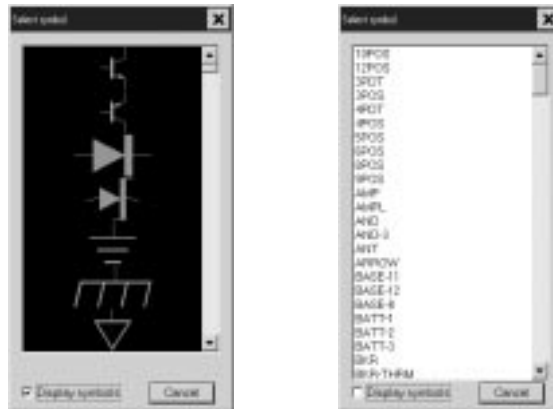 Select symbol
Display symbols
Cancel
Select symbol
10POS
12POS
3PDT
3POS
4PDT
4POS
5POS
6POS
8POS
9POS
AMP
AMPL
AND
AND-3
ANT
ARROW
BASE-11
BASE-12
BASE-8
BATT-1
BATT-2
BATT-3
BKR
BKR-THRM
Display symbols
Cancel